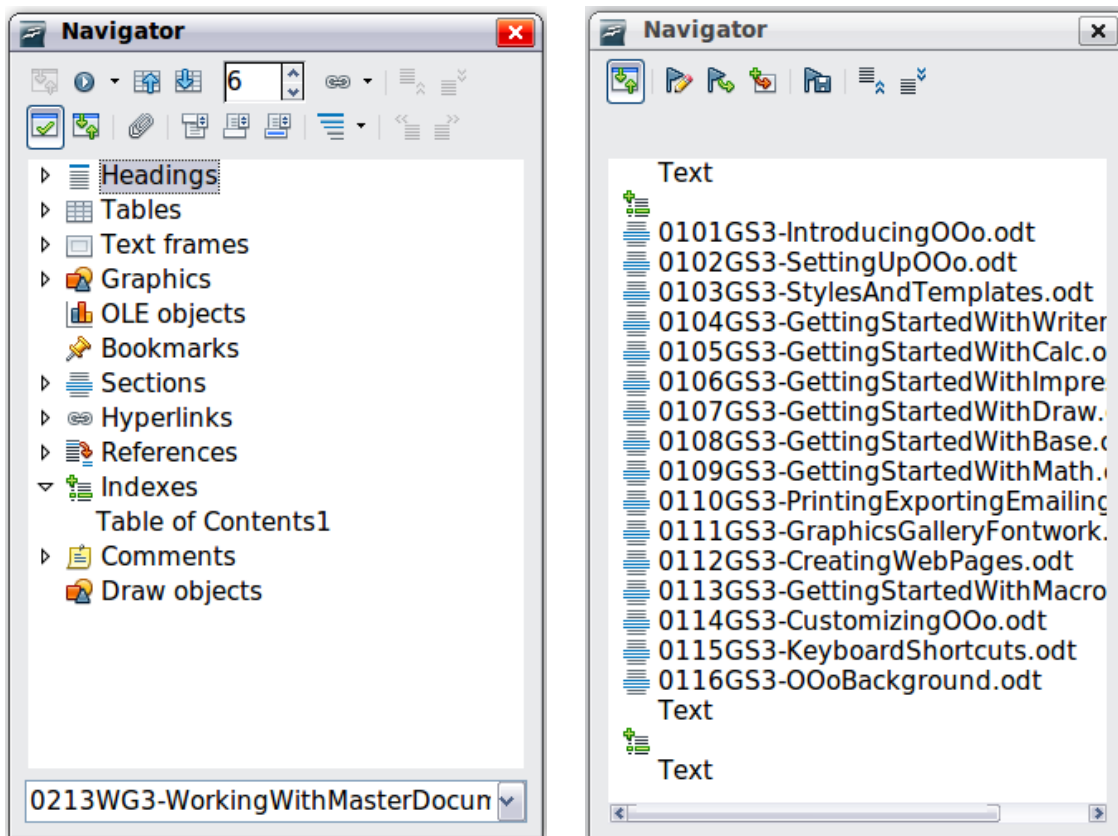 Navigator
6
Headings
Tables
Text frames
Graphics
OLE objects
Bookmarks
Sections
Hyperlinks
References
Indexes
Table of Contents1
Comments
Draw objects
0213WG3-WorkingWithMasterDocum
Navigator
Text
0101GS3-IntroducingOOo.odt
0102GS3-SettingUpOOo.odt
0103GS3-StylesAndTemplates.odt
0104GS3-GettingStartedWithWriter
0105GS3-GettingStartedWithCalc.o
0106GS3-GettingStartedWithImpre
0107GS3-GettingStartedWithDraw.
0108GS3-GettingStartedWithBase.o
0109GS3-GettingStartedWithMath.
0110GS3-PrintingExportingEmailing
0111GS3-GraphicsGalleryFontwork.
0112GS3-CreatingWebPages.odt
0113GS3-GettingStartedWithMacro
0114GS3-CustomizingOOo.odt
0115GS3-KeyboardShortcuts.odt
0116GS3-OOoBackground.odt
Text
Text